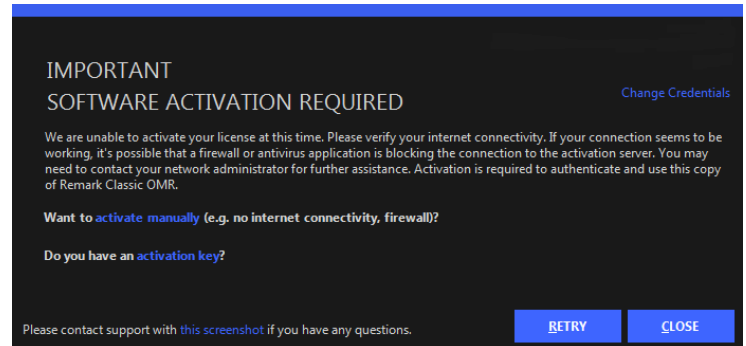 IMPORTANT
SOFTWARE ACTIVATION REQUIRED
Change Credentials
We are unable to activate your license at this time. Please verify your internet connectivity. If your connection seems to be
working, it's possible that a firewall or antivirus application is blocking the connection to the activation server. You may
need to contact your network administrator for further assistance. Activation is required to authenticate and use this copy
of Remark Classic OMR.
Want to activate manually (e.g. no internet connectivity, firewall)?
Do you have an activation key?
Please contact support with this screenshot if you have any questions.
RETRY
CLOSE